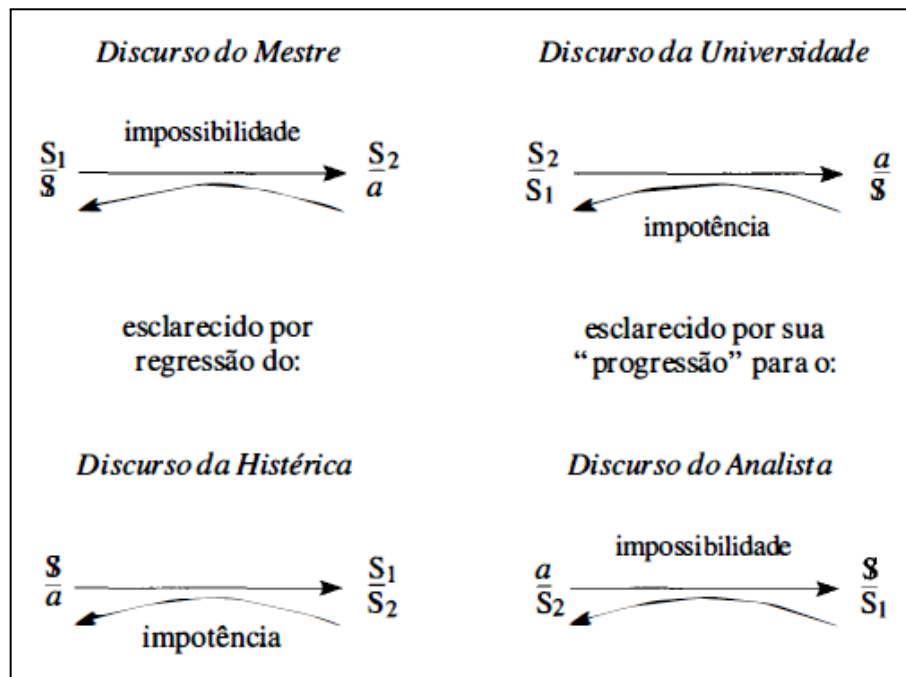 Discurso do Mestre
impossibilidade
S₁ S₂
$ a
Discurso da Universidade
S₂ a
S₁ $
impotência
esclarecido por
regressão do:
esclarecido por sua
“progressão” para o:
Discurso da Histérica
$ S₁
a S₂
impotência
Discurso do Analista
impossibilidade
a $
S₂ S₁